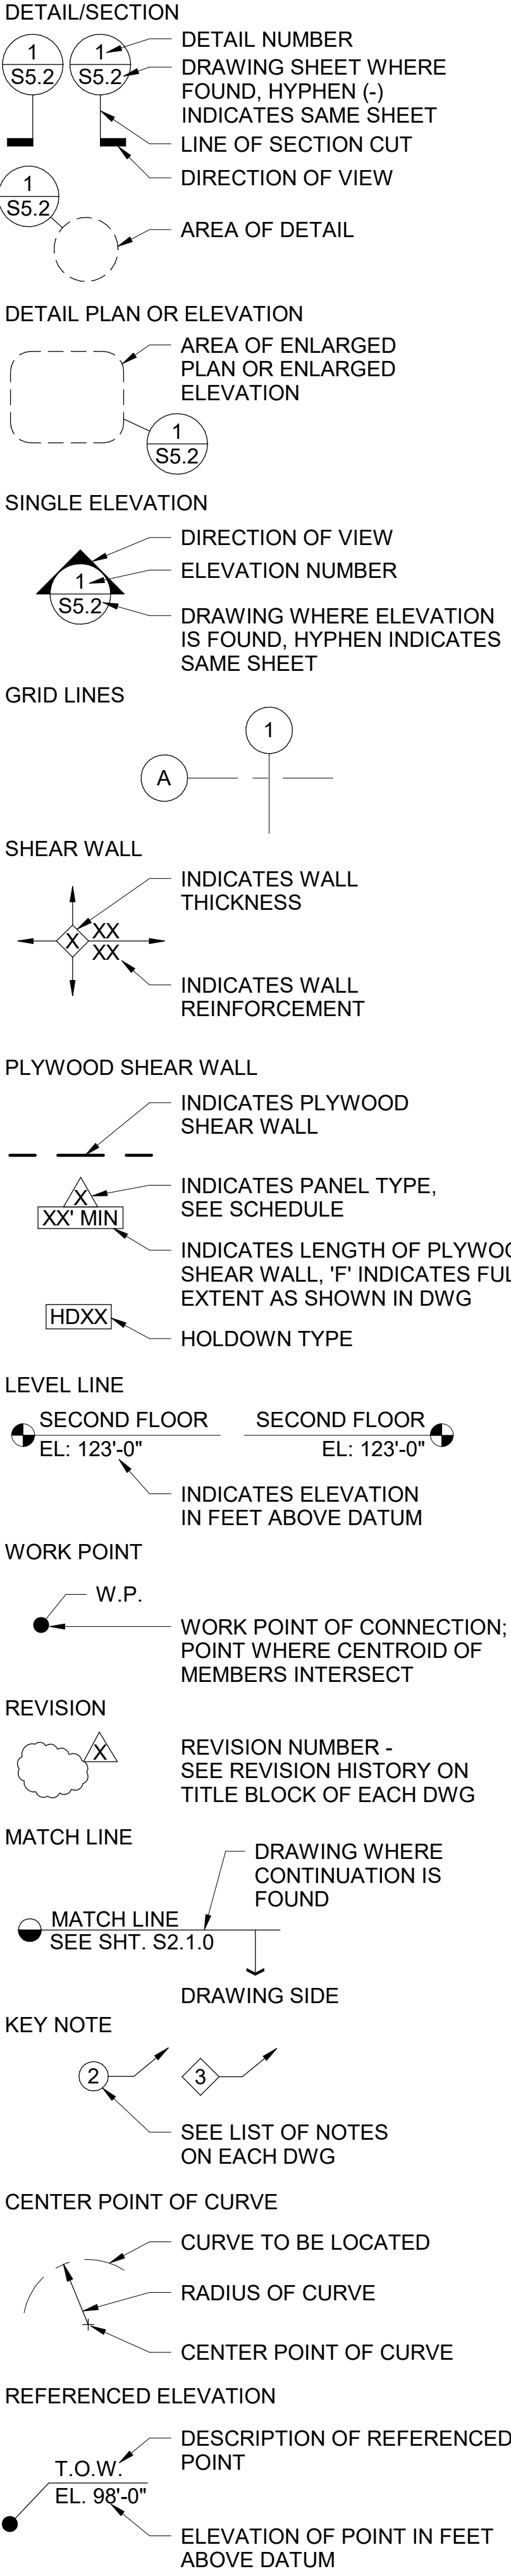 DETAIL/SECTION
1
S5.2
1
S5.2
DETAIL NUMBER
DRAWING SHEET WHERE
FOUND, HYPHEN (-)
INDICATES SAME SHEET
LINE OF SECTION CUT
DIRECTION OF VIEW
1
S5.2
AREA OF DETAIL
DETAIL PLAN OR ELEVATION
AREA OF ENLARGED
PLAN OR ENLARGED
ELEVATION
1
S5.2
SINGLE ELEVATION
DIRECTION OF VIEW
1
ELEVATION NUMBER
S5.2
DRAWING WHERE ELEVATION
IS FOUND, HYPHEN INDICATES
SAME SHEET
GRID LINES
1
A
SHEAR WALL
INDICATES WALL
THICKNESS
X
XX
XX
INDICATES WALL
REINFORCEMENT
PLYWOOD SHEAR WALL
INDICATES PLYWOOD
SHEAR WALL
X
INDICATES PANEL TYPE,
SEE SCHEDULE
XX' MIN
INDICATES LENGTH OF PLYWOO
SHEAR WALL, 'F' INDICATES FUL
EXTENT AS SHOWN IN DWG
HDXX
HOLDOWN TYPE
LEVEL LINE
SECOND FLOOR
EL: 123'-0"
SECOND FLOOR
EL: 123'-0"
INDICATES ELEVATION
IN FEET ABOVE DATUM
WORK POINT
W.P.
WORK POINT OF CONNECTION;
POINT WHERE CENTROID OF
MEMBERS INTERSECT
REVISION
X
REVISION NUMBER -
SEE REVISION HISTORY ON
TITLE BLOCK OF EACH DWG
MATCH LINE
DRAWING WHERE
CONTINUATION IS
FOUND
MATCH LINE
SEE SHT. S2.1.0
DRAWING SIDE
KEY NOTE
2
3
SEE LIST OF NOTES
ON EACH DWG
CENTER POINT OF CURVE
CURVE TO BE LOCATED
RADIUS OF CURVE
CENTER POINT OF CURVE
REFERENCED ELEVATION
DESCRIPTION OF REFERENCED
POINT
T.O.W.
EL. 98'-0"
ELEVATION OF POINT IN FEET
ABOVE DATUM